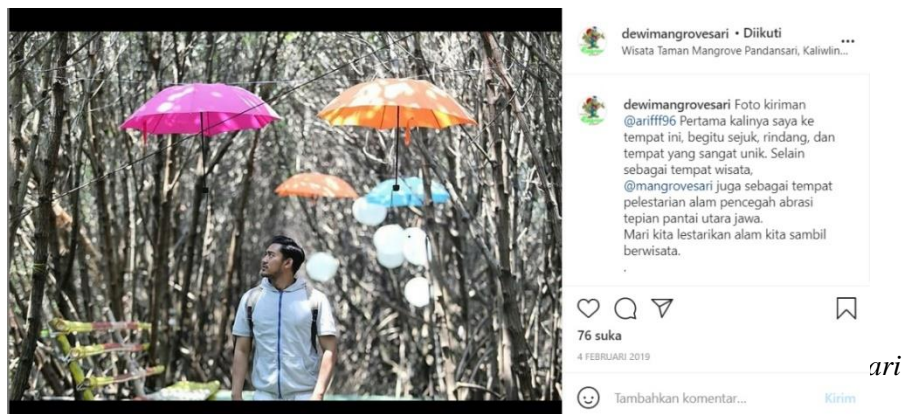 dewimangrovesari • Diikuti
Wisata Taman Mangrove Pandansari, Kaliwlin...
dewimangrovesari Foto kiriman
@arifff96 Pertama kalinya saya ke
tempat ini, begitu sejuk, rindang, dan
tempat yang sangat unik. Selain
sebagai tempat wisata,
@mangrovesari juga sebagai tempat
pelestarian alam pencegah abrasi
tepian pantai utara jawa.
Mari kita lestarikan alam kita sambil
berwisata.
.
76 suka
4 FEBRUARI 2019
ari
Tambahkan komentar...
Kirim